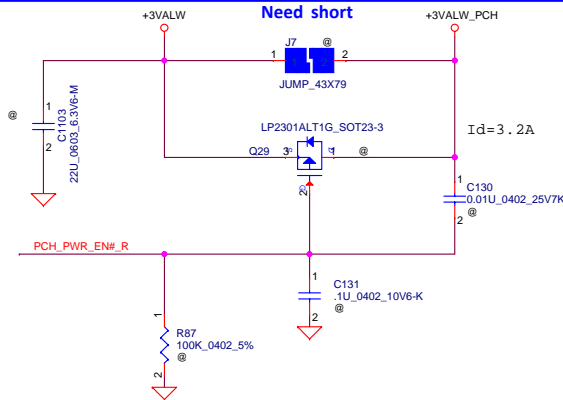 Need short
+3VALW
+3VALW_PCH
J7
@
1
2
JUMP_43X79
@
1
2
C1103
22U_0603_6.3V6-M
LP2301ALT1G_SOT23-3
Q29
3
1
@
2
Id=3.2A
1
C130
0.01U_0402_25V7K
2
@
PCH_PWR_EN#_R
1
C131
.1U_0402_10V6-K
@
2
1
R87
100K_0402_5%
@
2